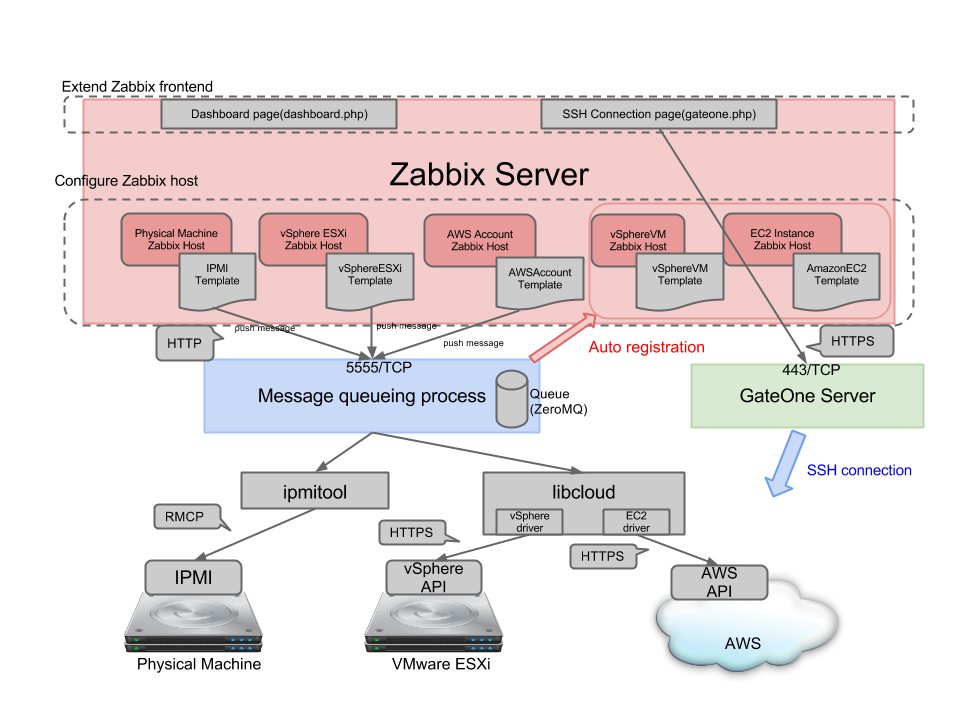 Extend Zabbix frontend
Dashboard page(dashboard.php)
SSH Connection page(gateone.php)
Zabbix Server
Configure Zabbix host
Physical Machine
Zabbix Host
vSphere ESXi
Zabbix Host
AWS Account
Zabbix Host
vSphereVM
Zabbix Host
EC2 Instance
Zabbix Host
IPMI
Template
vSphereESXi
Template
AWSAccount
Template
vSphereVM
Template
AmazonEC2
Template
push message
push message
push message
HTTP
HTTPS
Auto registration
5555/TCP
Message queueing process
Queue
(ZeroMQ)
443/TCP
GateOne Server
SSH connection
ipmitool
libcloud
vSphere
driver
EC2
driver
RMCP
HTTPS
HTTPS
IPMI
vSphere
API
AWS
API
AWS
Physical Machine
VMware ESXi